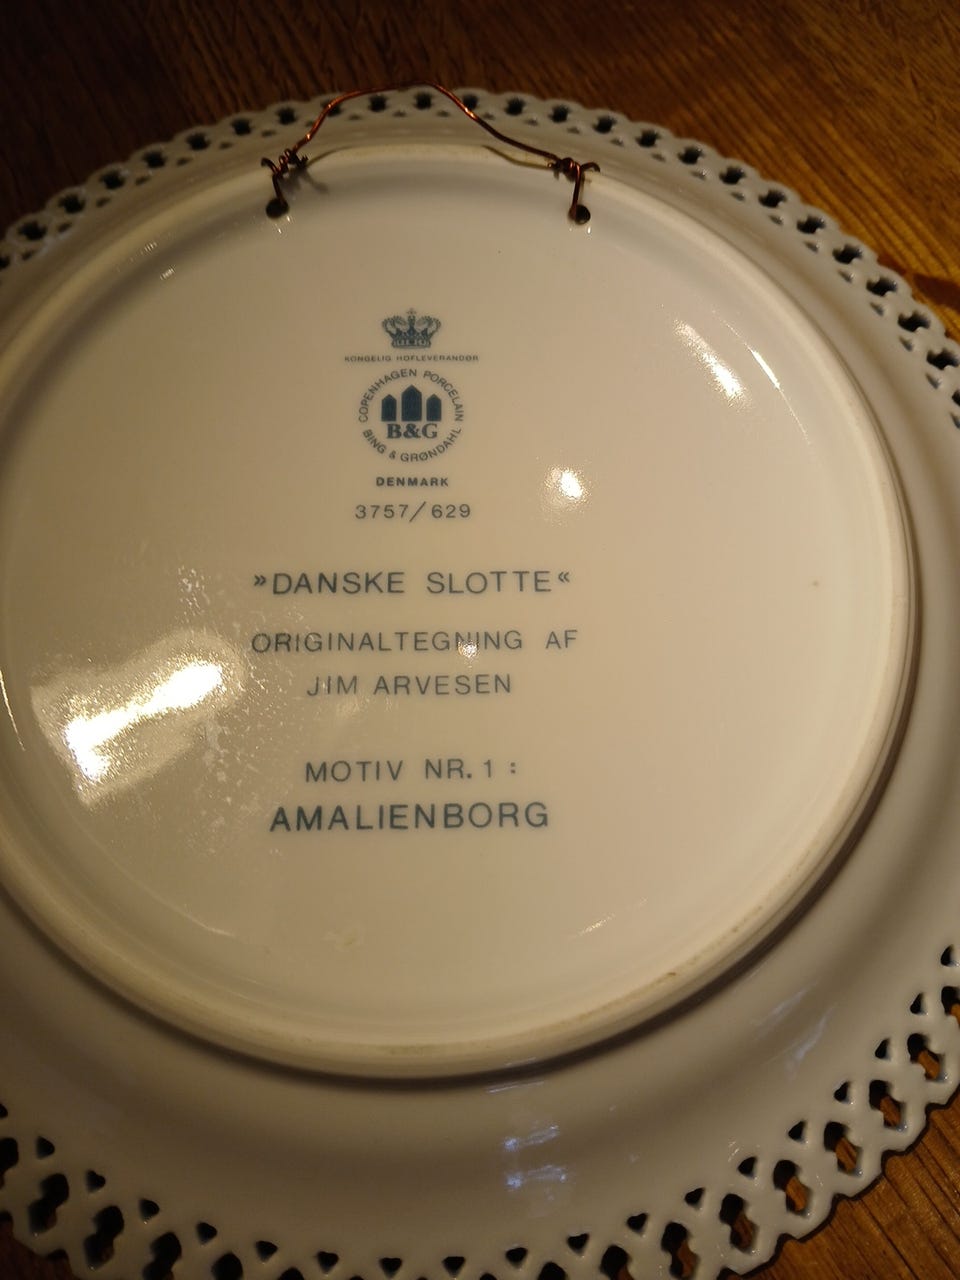 KONGELIG HOFLEVERANDØR
COPENHAGEN PORCELAIN
B&G
BING & GRØNDAHL
DENMARK
3757/629
»DANSKE SLOTTE«
ORIGINALTEGNING AF
JIM ARVESEN
MOTIV NR. 1 :
AMALIENBORG